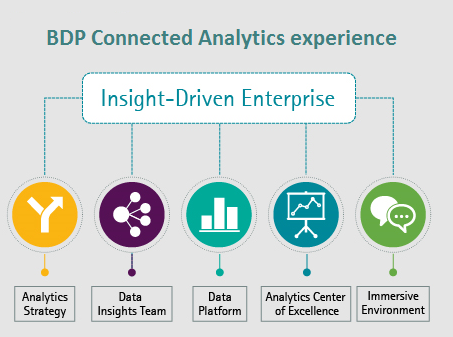 BDP Connected Analytics experience
Insight-Driven Enterprise
Analytics
Strategy
Data
Insights Team
Data
Platform
Analytics Center
of Excellence
Immersive
Environment